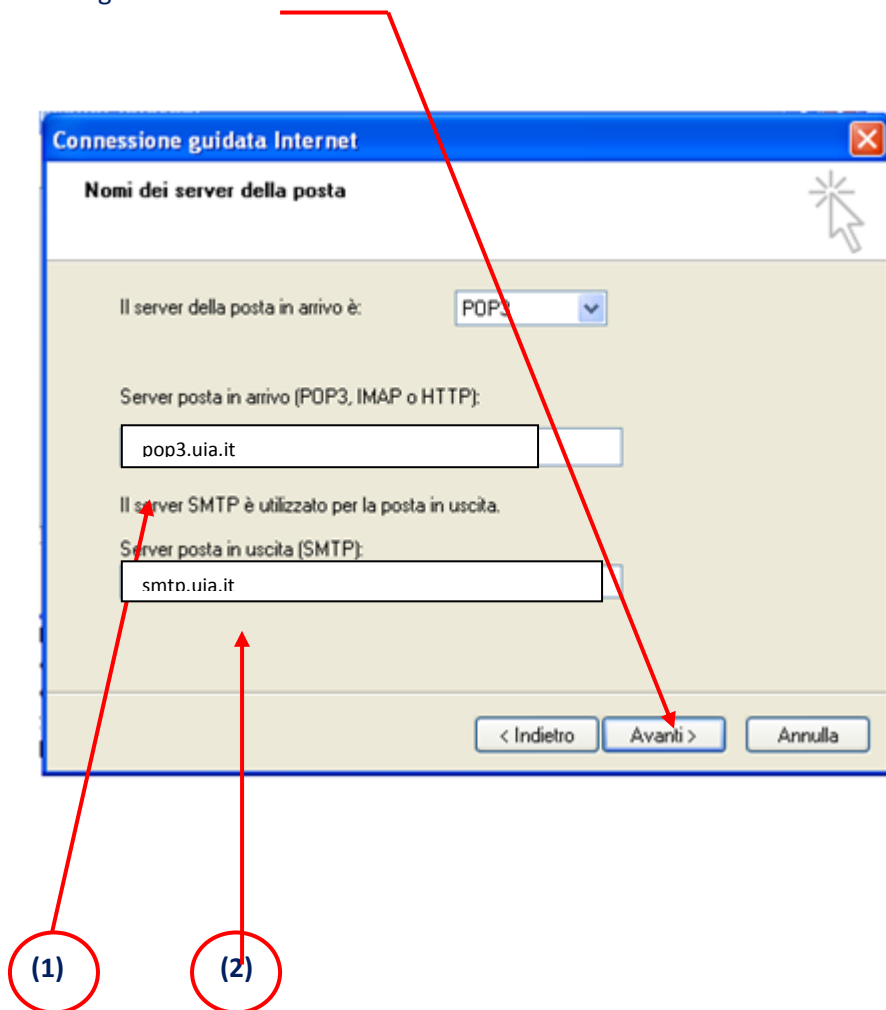 Connessione guidata Internet
Nomi dei server della posta
Il server della posta in arrivo è: POP3
Server posta in arrivo (POP3, IMAP o HTTP):
pop3.uia.it
Il server SMTP è utilizzato per la posta in uscita.
Server posta in uscita (SMTP):
smtp.uia.it
< Indietro Avanti > Annulla
(1) (2)